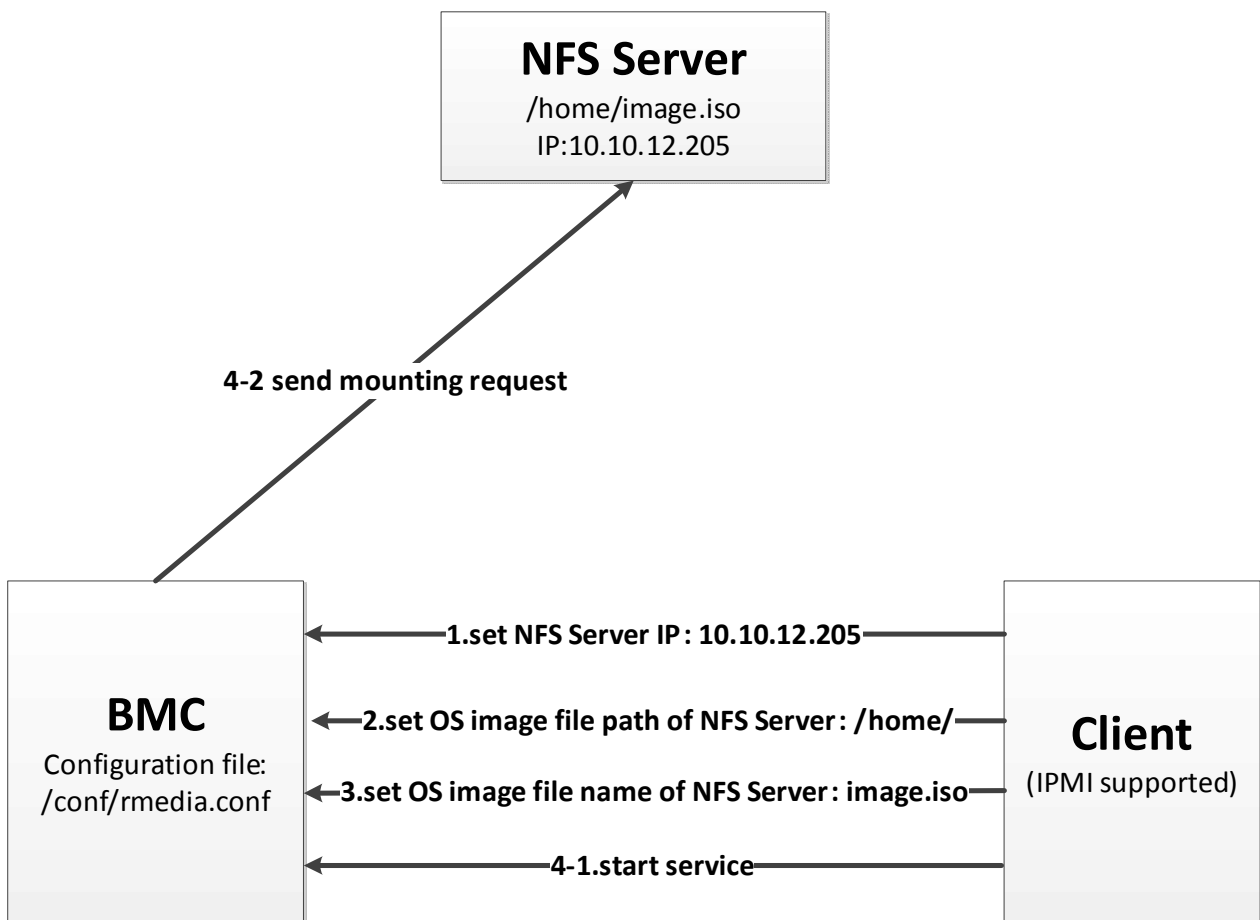 NFS Server
/home/image.iso
IP:10.10.12.205
4-2 send mounting request
BMC
Configuration file:
/conf/rmedia.conf
1.set NFS Server IP: 10.10.12.205
2.set OS image file path of NFS Server: /home/
3.set OS image file name of NFS Server: image.iso
4-1.start service
Client
(IPMI supported)